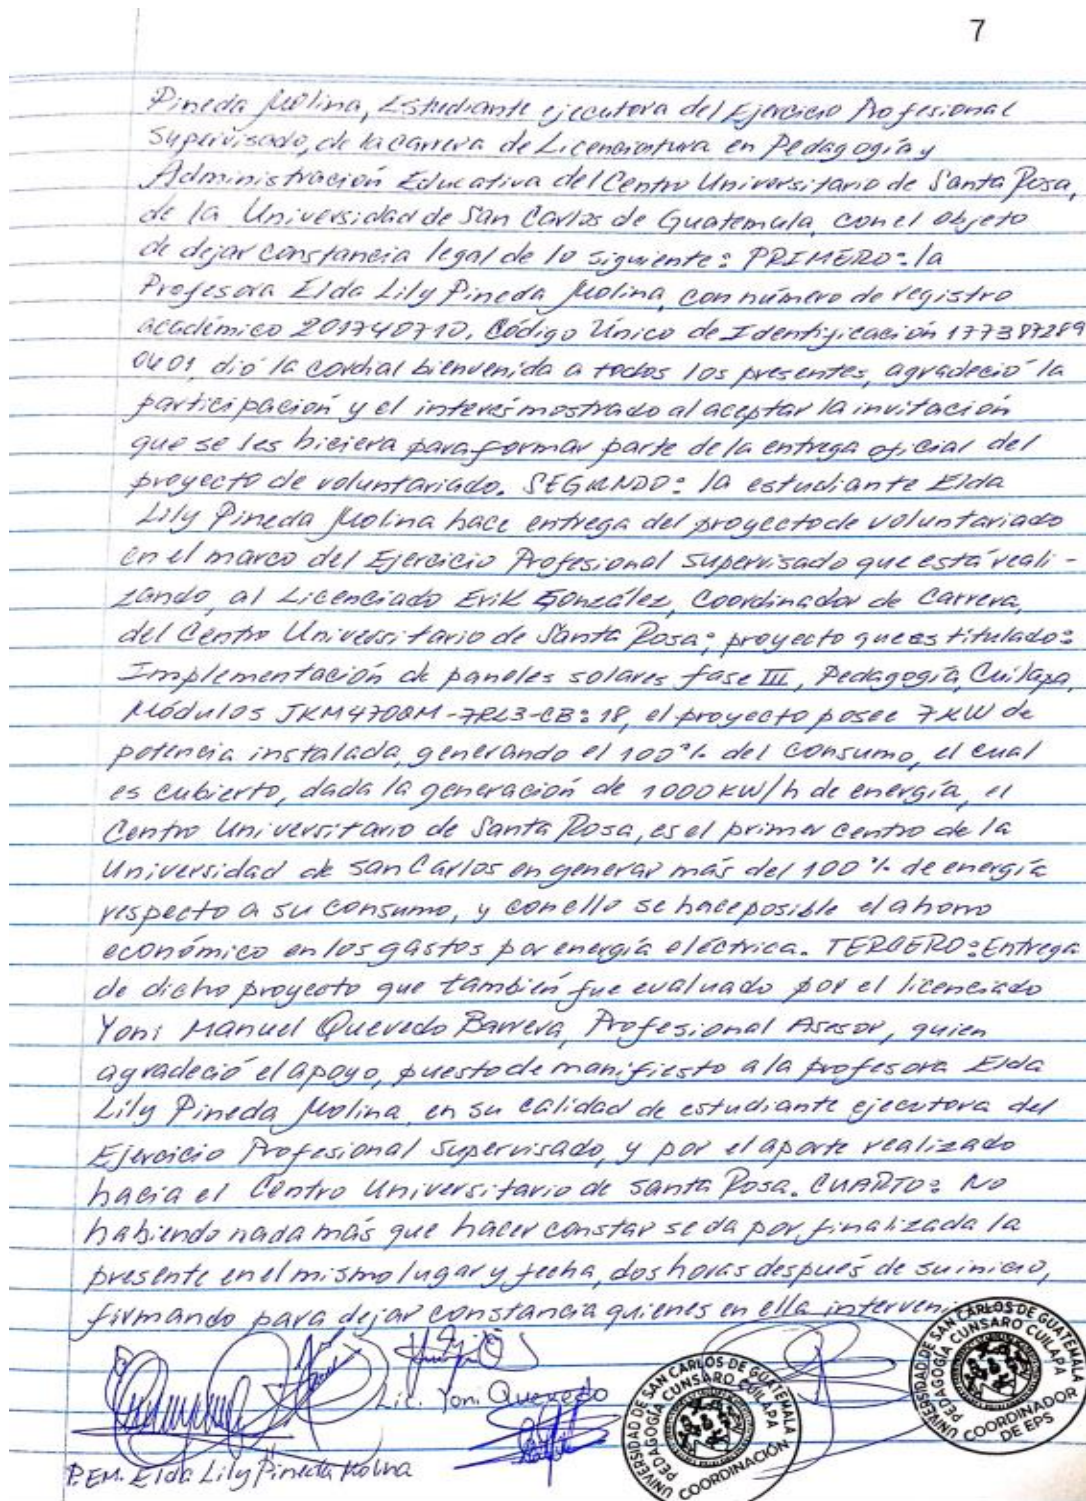 7
Pineda Molina, Estudiante ejecutora del Ejercicio Profesional
Supervisado, de la carrera de Licenciatura en Pedagogía y
Administración Educativa del Centro Universitario de Santa Rosa,
de la Universidad de San Carlos de Guatemala, con el objeto
de dejar constancia legal de lo siguiente: PRIMERO: la
Profesora Elda Lily Pineda Molina, con número de registro
académico 201740710, Código Único de Identificación 177387289
0601, dió la cordial bienvenida a todos los presentes, agradeció la
participación y el interés mostrado al aceptar la invitación
que se les hiciera para formar parte de la entrega oficial del
proyecto de voluntariado. SEGUNDO: la estudiante Elda
Lily Pineda Molina hace entrega del proyecto de voluntariado
en el marco del Ejercicio Profesional Supervisado que está reali-
zando, al Licenciado Erik González, Coordinador de Carrera,
del Centro Universitario de Santa Rosa; proyecto que es titulado:
Implementación de paneles solares fase III, Pedagogía, Cuilapa,
Módulos JKM470QM-7RL3-CB: 18, el proyecto posee 7KW de
potencia instalada, generando el 100% del consumo, el cual
es cubierto, dada la generación de 1000KW/h de energía, el
Centro Universitario de Santa Rosa, es el primer centro de la
Universidad de San Carlos en generar más del 100% de energía
respecto a su consumo, y con ello se hace posible el ahorro
económico en los gastos por energía eléctrica. TERCERO: Entrega
de dicho proyecto que también fue evaluado por el licenciado
Yoni Manuel Quevedo Barrera, Profesional Asesor, quien
agradeció el apoyo, puesto de manifiesto a la profesora Elda
Lily Pineda Molina, en su calidad de estudiante ejecutora del
Ejercicio Profesional Supervisado, y por el aporte realizado
hacia el Centro Universitario de Santa Rosa. CUARTO: No
habiendo nada más que hacer constar se da por finalizada la
presente en el mismo lugar y fecha, dos horas después de su inicio,
firmando para dejar constancia quienes en ella
Lic. Yoni Quevedo
P.E.M. Elda Lily Pineda Molina
UNIVERSIDAD DE SAN CARLOS DE GUATEMALA
PEDAGOGÍA CUNSARO CUILAPA
COORDINACIÓN
UNIVERSIDAD DE SAN CARLOS DE GUATEMALA
PEDAGOGÍA CUNSARO CUILAPA
COORDINADOR
DE EPS